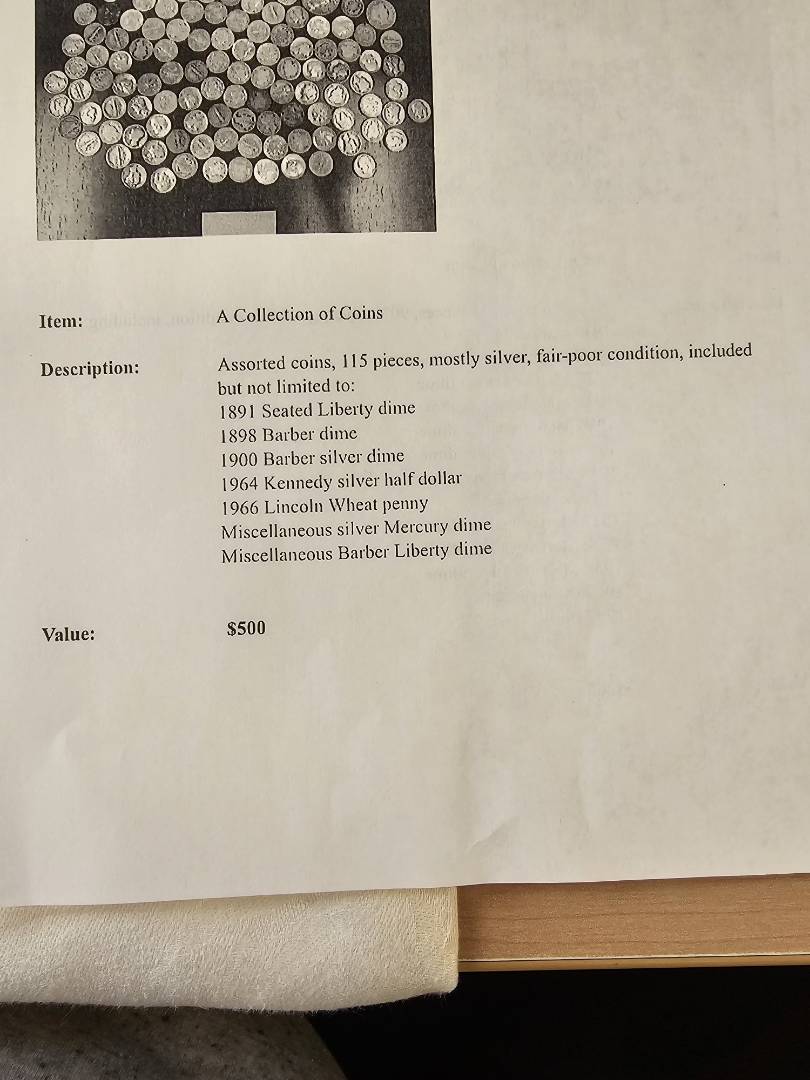 Item: A Collection of Coins
Description: Assorted coins, 115 pieces, mostly silver, fair-poor condition, included
but not limited to:
1891 Seated Liberty dime
1898 Barber dime
1900 Barber silver dime
1964 Kennedy silver half dollar
1966 Lincoln Wheat penny
Miscellaneous silver Mercury dime
Miscellaneous Barber Liberty dime
Value: $500